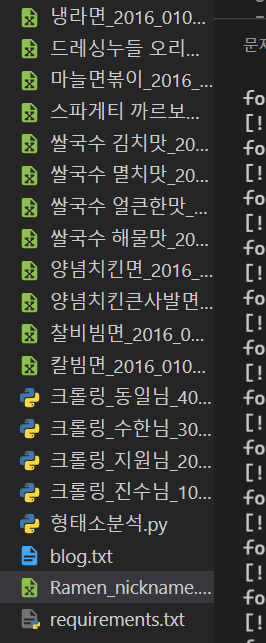 냉라면_2016_010...
드레싱누들 오리...
마늘면볶이_2016_...
스파게티 까르보...
쌀국수 김치맛_20...
쌀국수 멸치맛_20...
쌀국수 얼큰한맛_...
쌀국수 해물맛_20...
양념치킨면_2016_...
양념치킨큰사발면...
찰비빔면_2016_0...
칼빔면_2016_010...
크롤링_동일님_40...
크롤링_수한님_30...
크롤링_지원님_20...
크롤링_진수님_10...
형태소분석.py
blog.txt
Ramen_nickname....
requirements.txt
문자
fo
[!
fo
[!
fo
[!
fo
[!
fo
[!
fo
[!
fo
[!
fo
[!
fo
[!